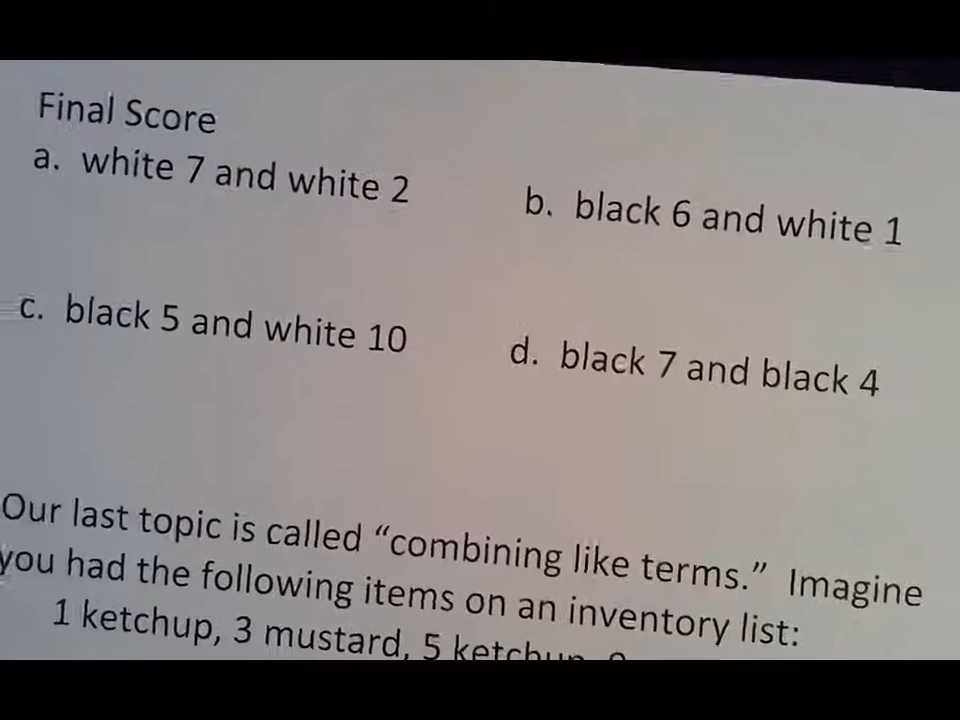 Final Score
a. white 7 and white 2
b. black 6 and white 1
c. black 5 and white 10
d. black 7 and black 4
Our last topic is called “combining like terms.” Imagine
you had the following items on an inventory list:
1 ketchup, 3 mustard, 5 ketchup,